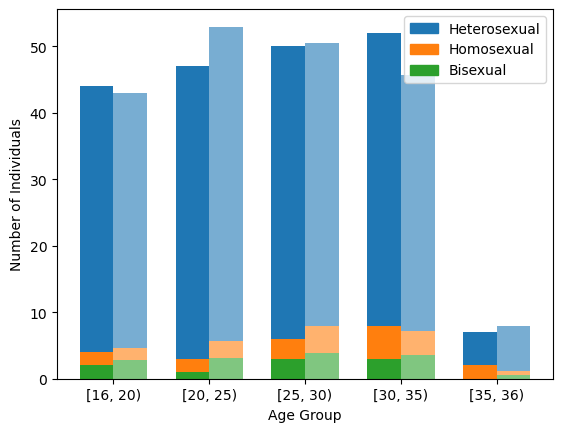 Heterosexual
Homosexual
Bisexual
Number of Individuals
50
40
30
20
10
0
[16, 20)
[20, 25)
[25, 30)
[30, 35)
[35, 36)
Age Group